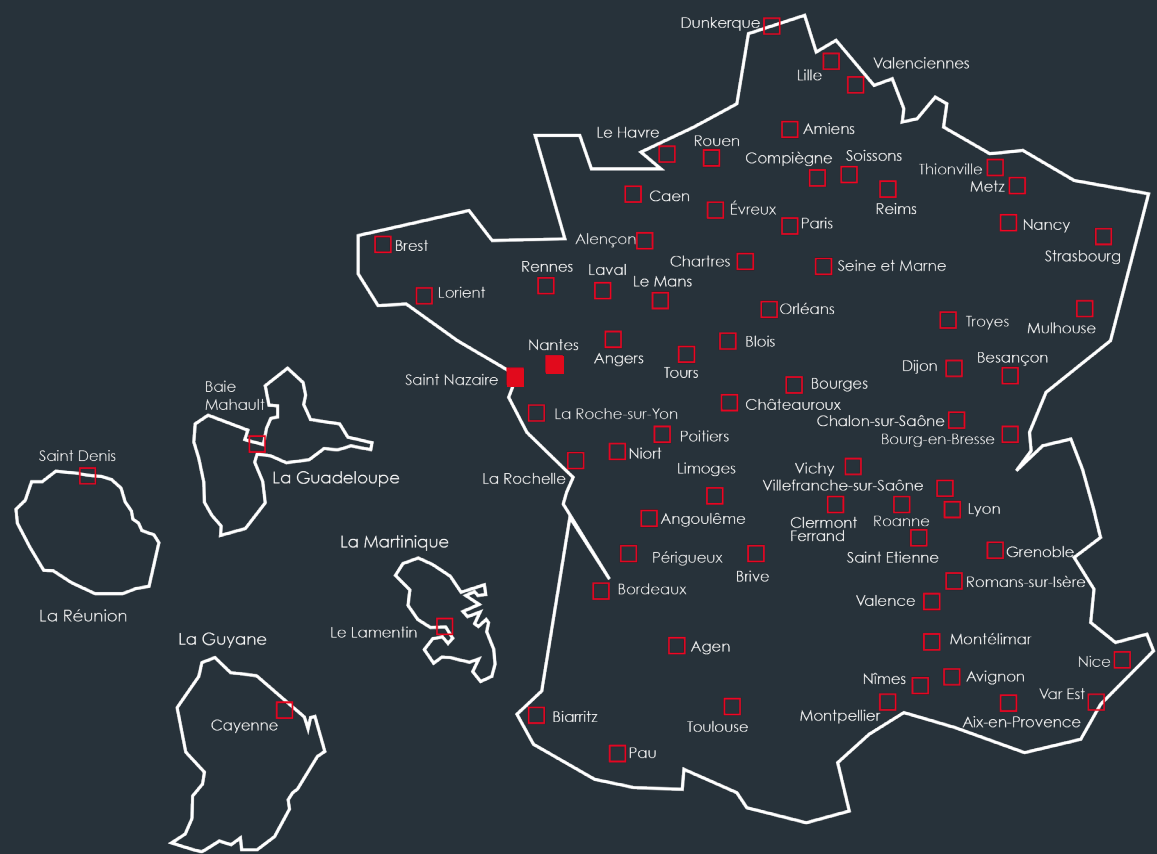 Dunkerque
Valenciennes
Lille
Amiens
Le Havre
Rouen
Compiègne
Soissons
Thionville
Metz
Caen
Reims
Évreux
Paris
Nancy
Strasbourg
Alençon
Brest
Chartres
Seine et Marne
Rennes
Laval
Le Mans
Lorient
Orléans
Troyes
Mulhouse
Nantes
Angers
Tours
Blois
Dijon
Besançon
Saint Nazaire
Bourges
Châteauroux
Baie
Mahault
La Roche-sur-Yon
Chalon-sur-Saône
Bourg-en-Bresse
Poitiers
Niort
Saint Denis
La Guadeloupe
La Rochelle
Limoges
Vichy
Villefranche-sur-Saône
Lyon
Angoulême
Clermont
Ferrand
Roanne
La Martinique
Saint Etienne
Grenoble
Périgueux
Brive
Bordeaux
Romans-sur-Isère
Valence
La Réunion
Le Lamentin
La Guyane
Agen
Montélimar
Nice
Nîmes
Avignon
Var Est
Cayenne
Biarritz
Toulouse
Montpellier
Aix-en-Provence
Pau